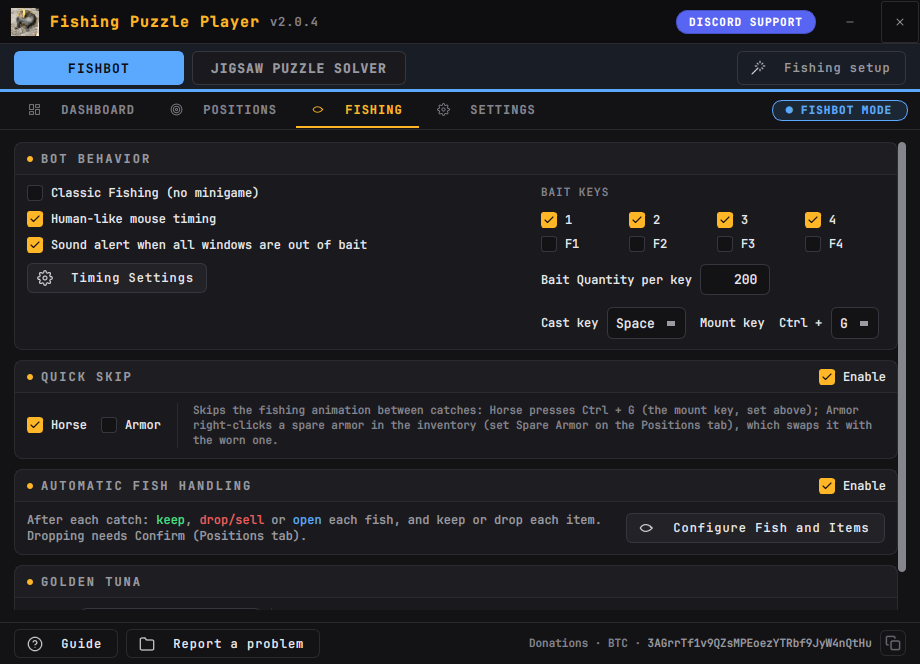 Fishing Puzzle Player v2.0.4
DISCORD SUPPORT
FISHBOT
JIGSAW PUZZLE SOLVER
Fishing setup
DASHBOARD
POSITIONS
FISHING
SETTINGS
FISHBOT MODE
BOT BEHAVIOR
Classic Fishing (no minigame)
Human-like mouse timing
Sound alert when all windows are out of bait
Timing Settings
BAIT KEYS
1 2 3 4
F1 F2 F3 F4
Bait Quantity per key 200
Cast key Space Mount key Ctrl + G
QUICK SKIP
Enable
Horse Armor
Skips the fishing animation between catches: Horse presses Ctrl + G (the mount key, set above); Armor
right-clicks a spare armor in the inventory (set Spare Armor on the Positions tab), which swaps it with
the worn one.
AUTOMATIC FISH HANDLING
Enable
After each catch: keep, drop/sell or open each fish, and keep or drop each item.
Dropping needs Confirm (Positions tab).
Configure Fish and Items
GOLDEN TUNA
Guide
Report a problem
Donations · BTC · 3AGrrTf1v9QZsMPEoezYTRbf9JyW4nQtHu